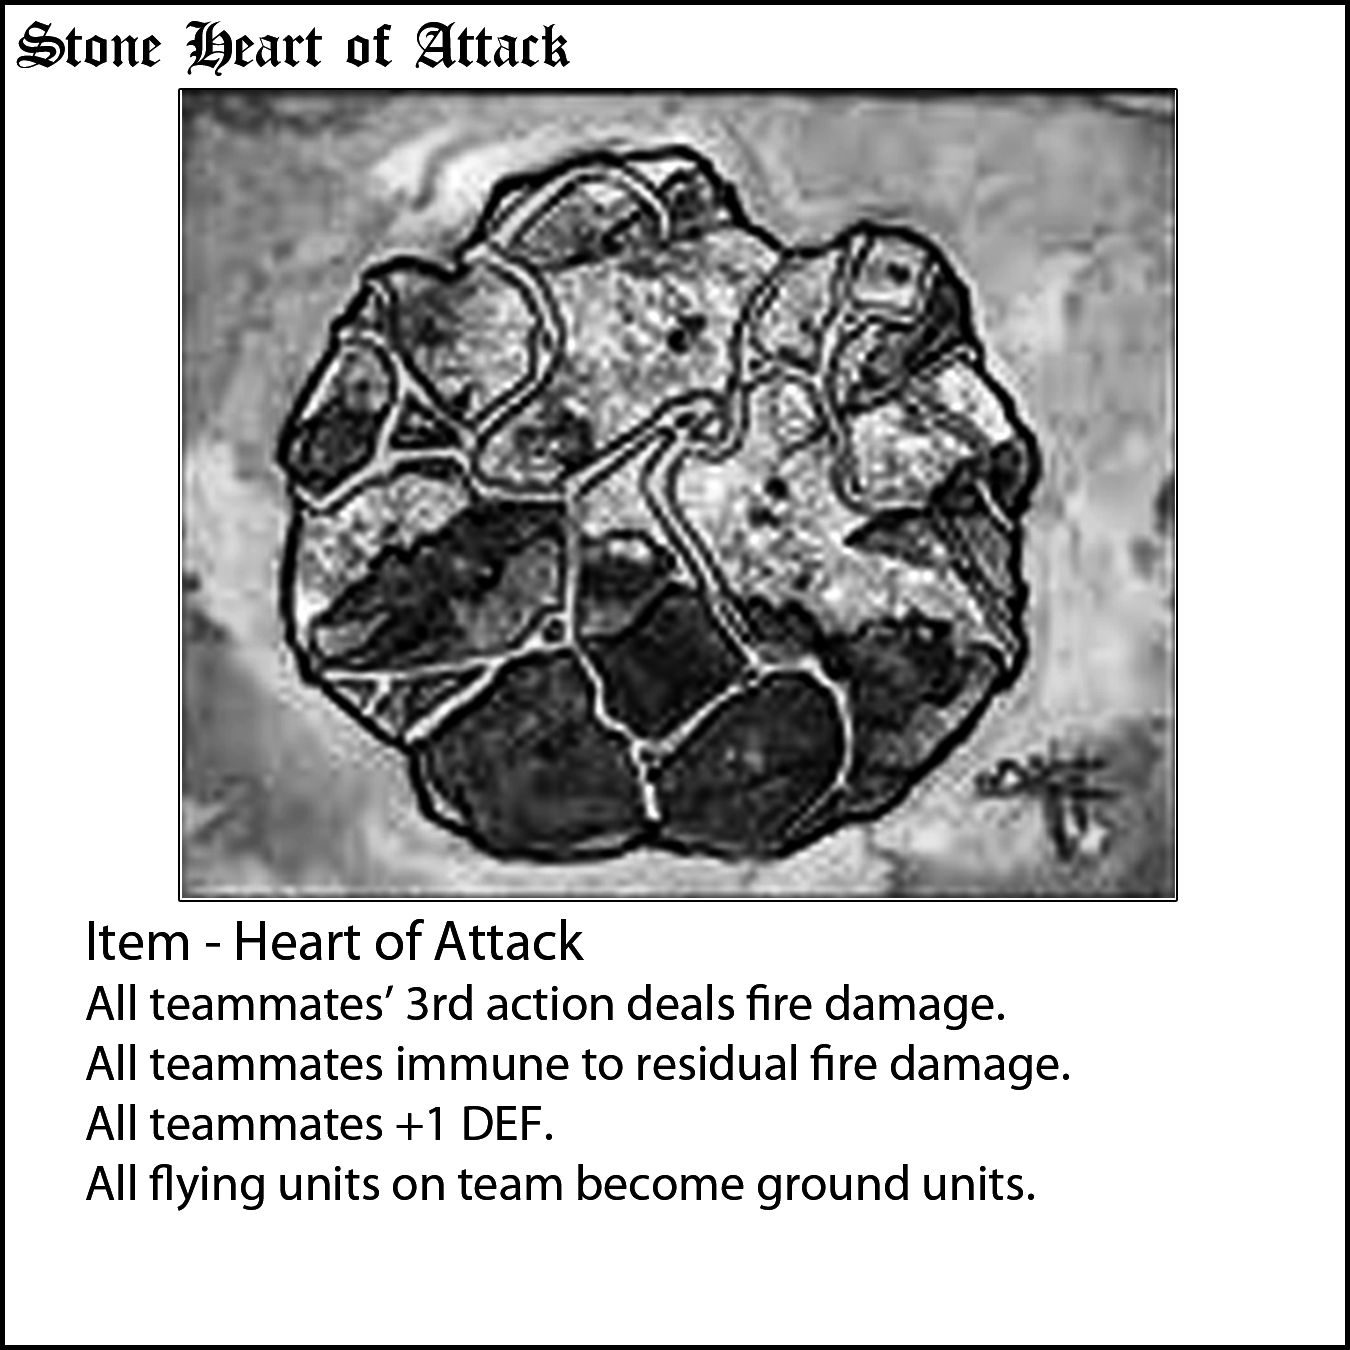 Stone Heart of Attack
Item - Heart of Attack
All teammates’ 3rd action deals fire damage.
All teammates immune to residual fire damage.
All teammates +1 DEF.
All flying units on team become ground units.